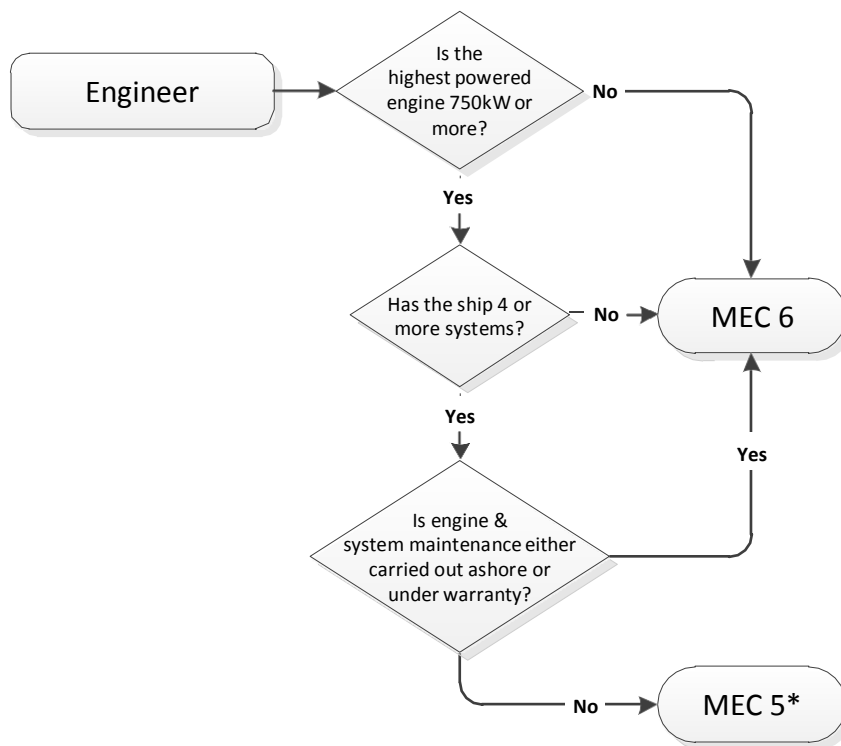 Engineer
Is the
highest powered
engine 750kW or
more?
No
Yes
Has the ship 4 or
more systems?
No
MEC 6
Yes
Yes
Is engine &
system maintenance either
carried out ashore or
under warranty?
No
MEC 5*